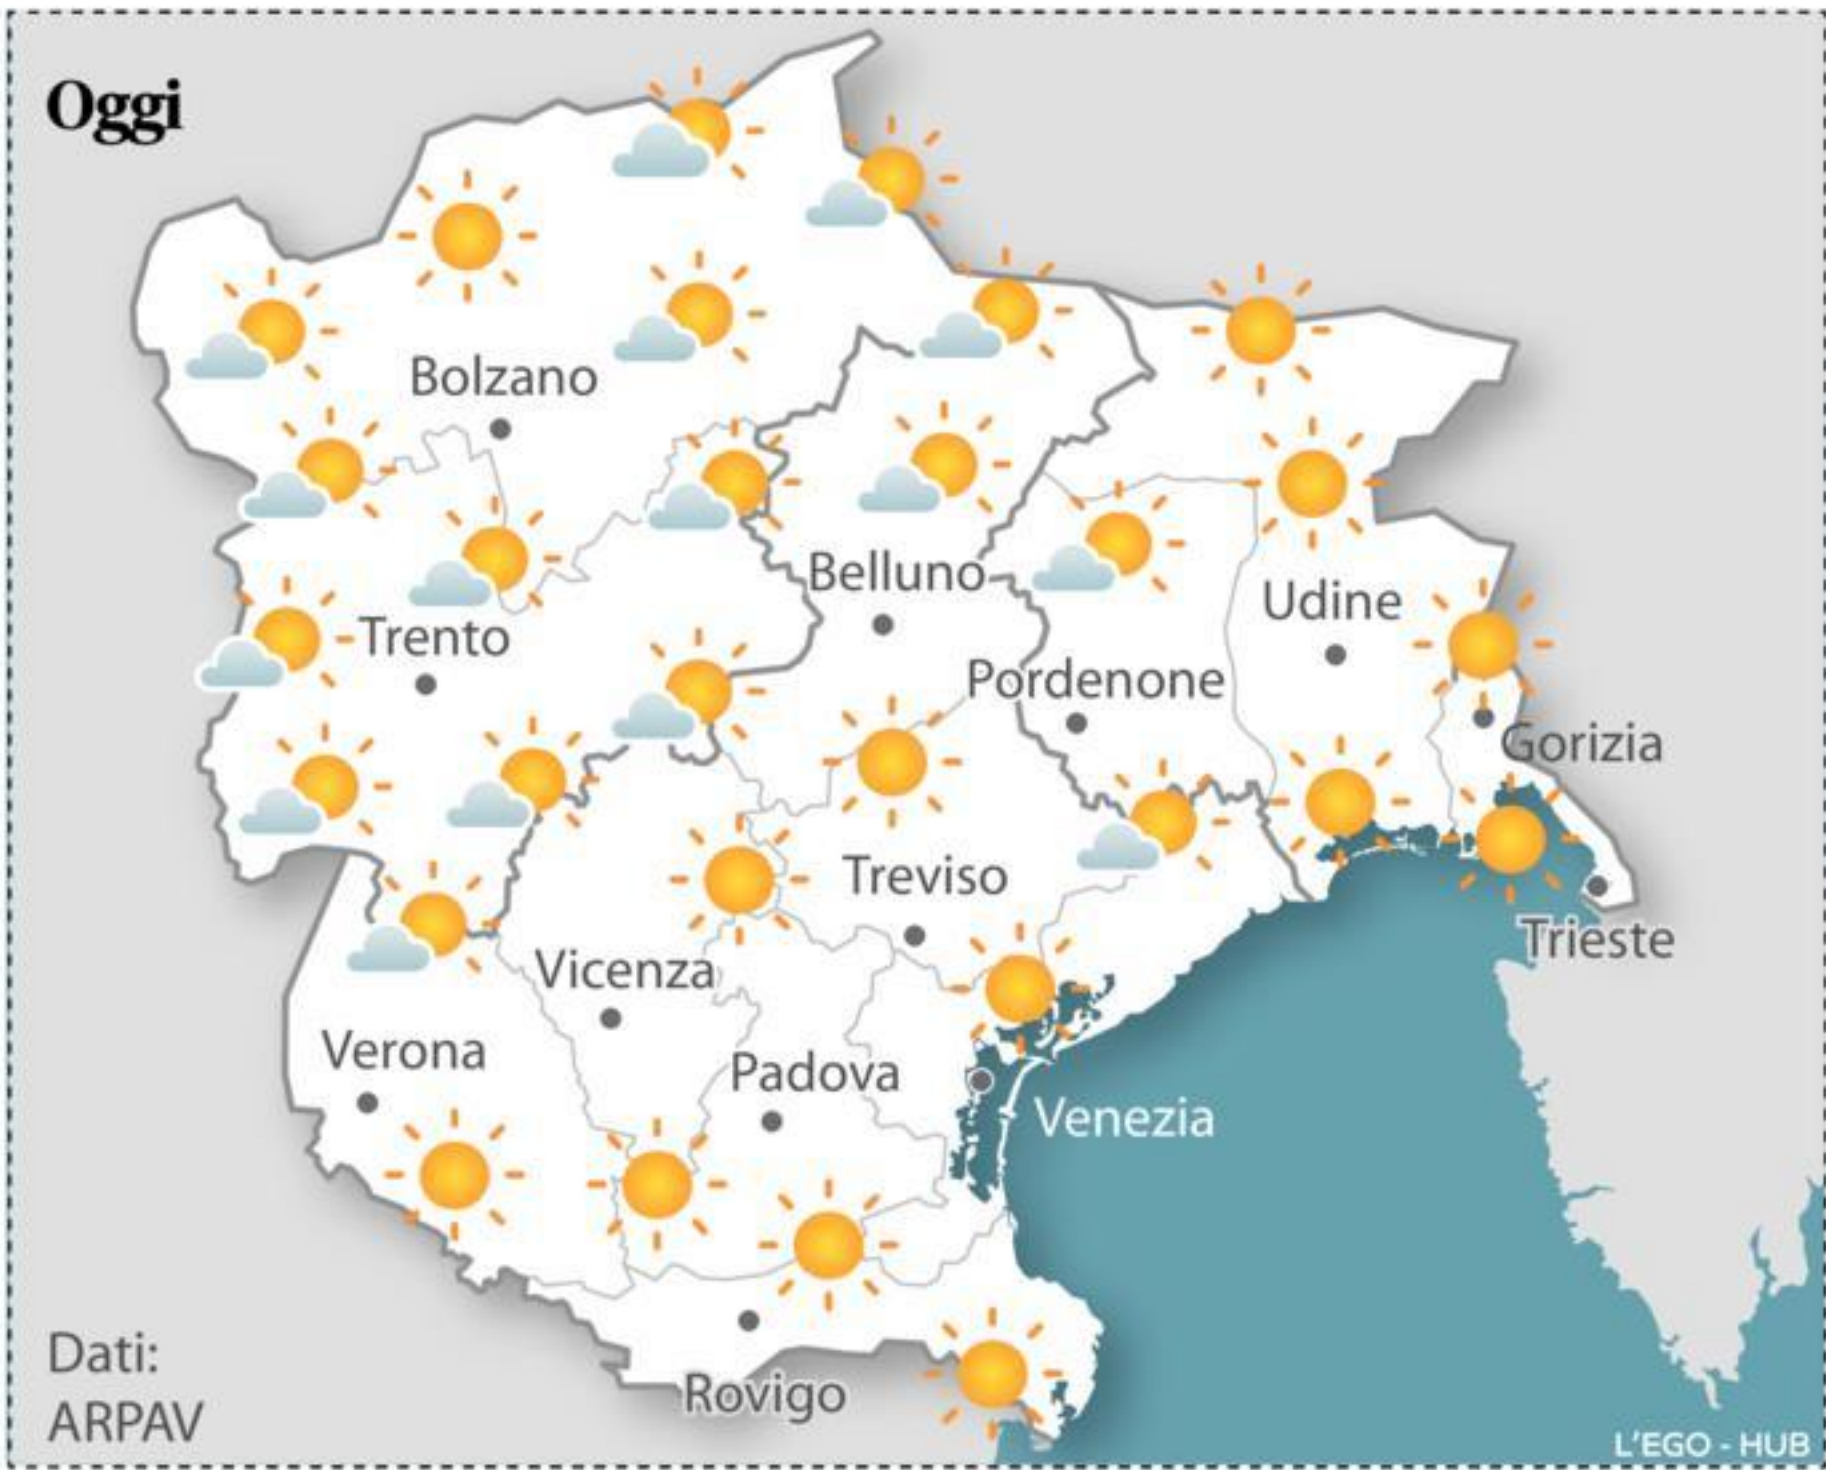 Oggi
Bolzano
Belluno
Udine
Trento
Pordenone
Gorizia
Treviso
Trieste
Vicenza
Verona
Padova
Venezia
Rovigo
Dati:
ARPAV
L'EGO - HUB